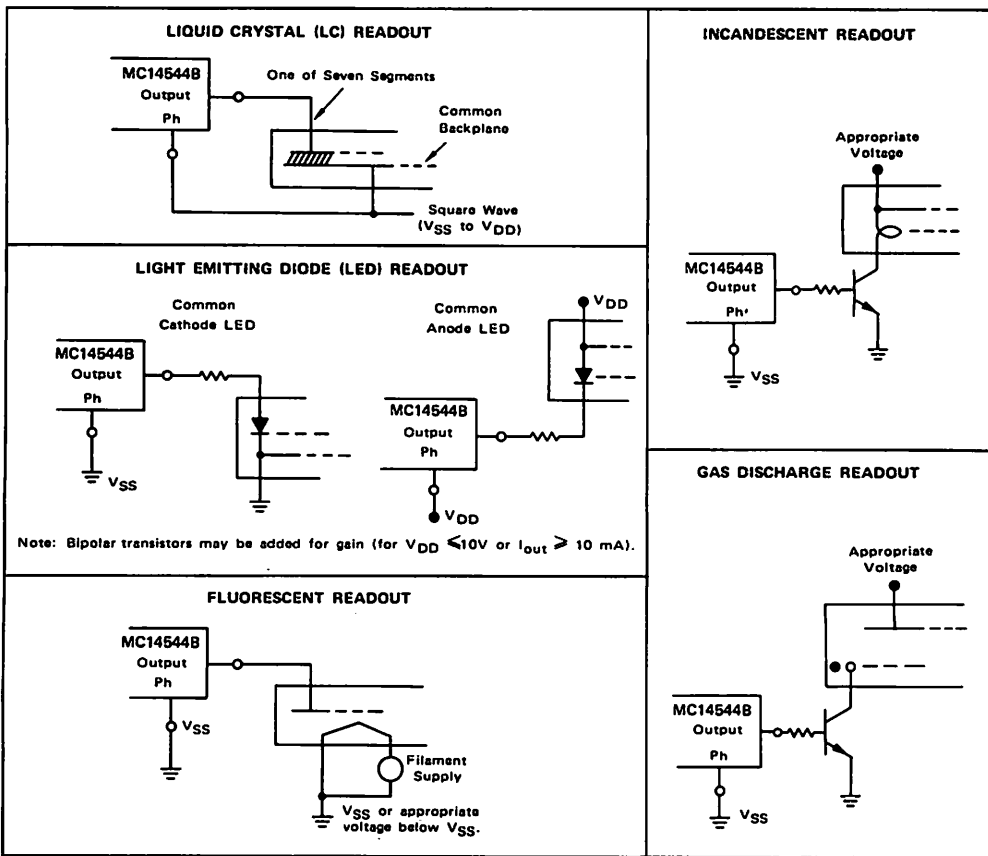 LIQUID CRYSTAL (LC) READOUT
MC14544B
Output
Ph
One of Seven Segments
Common
Backplane
Square Wave
(VSS to VDD)
LIGHT EMITTING DIODE (LED) READOUT
Common
Cathode LED
MC14544B
Output
Ph
VSS
Common
Anode LED
VDD
MC14544B
Output
Ph
VDD
Note: Bipolar transistors may be added for gain (for VDD ⩽10V or Iout ⩾ 10 mA).
FLUORESCENT READOUT
MC14544B
Output
Ph
VSS
Filament
Supply
VSS or appropriate
voltage below VSS.
INCANDESCENT READOUT
Appropriate
Voltage
MC14544B
Output
Ph
VSS
GAS DISCHARGE READOUT
Appropriate
Voltage
MC14544B
Output
Ph
VSS